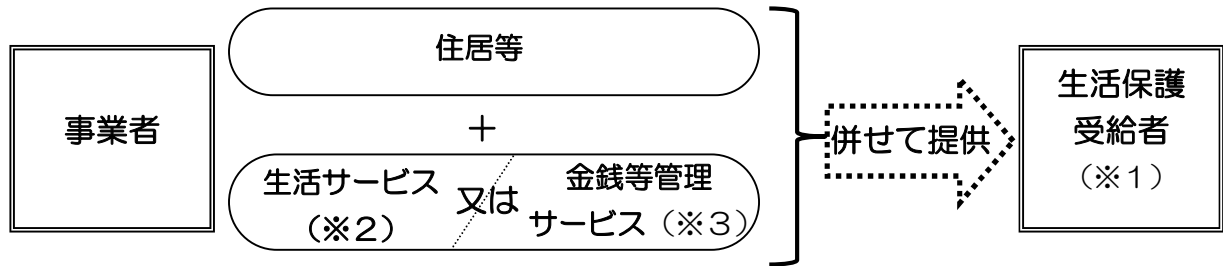 事業者
住居等
＋
生活サービス
（※２）
又は
金銭等管理
サービス（※３）
併せて提供
生活保護
受給者
（※１）